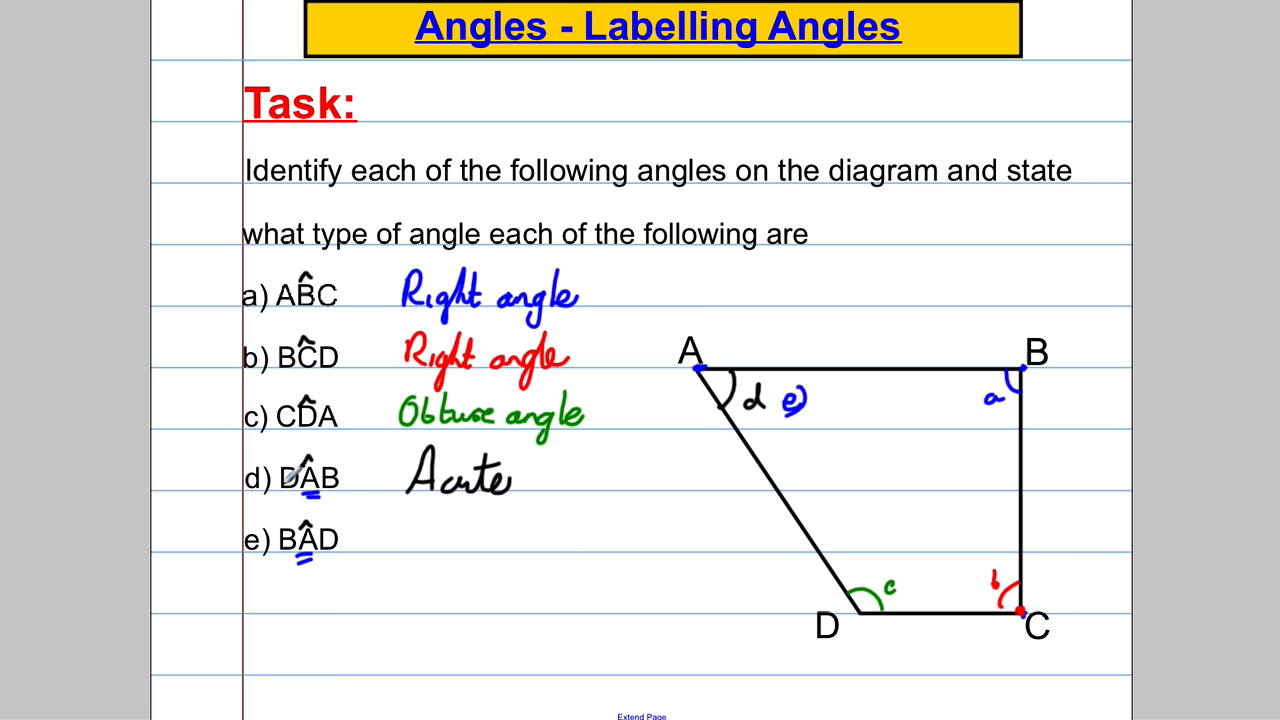 Angles - Labelling Angles
Task:
Identify each of the following angles on the diagram and state
what type of angle each of the following are
a) AB̂C Right angle
b) BĈD Right angle
c) CD̂A Obtuse angle
d) DÂB Acute
e) BÂD
A
B
d e)
a
c
b
D
C
Extend Page